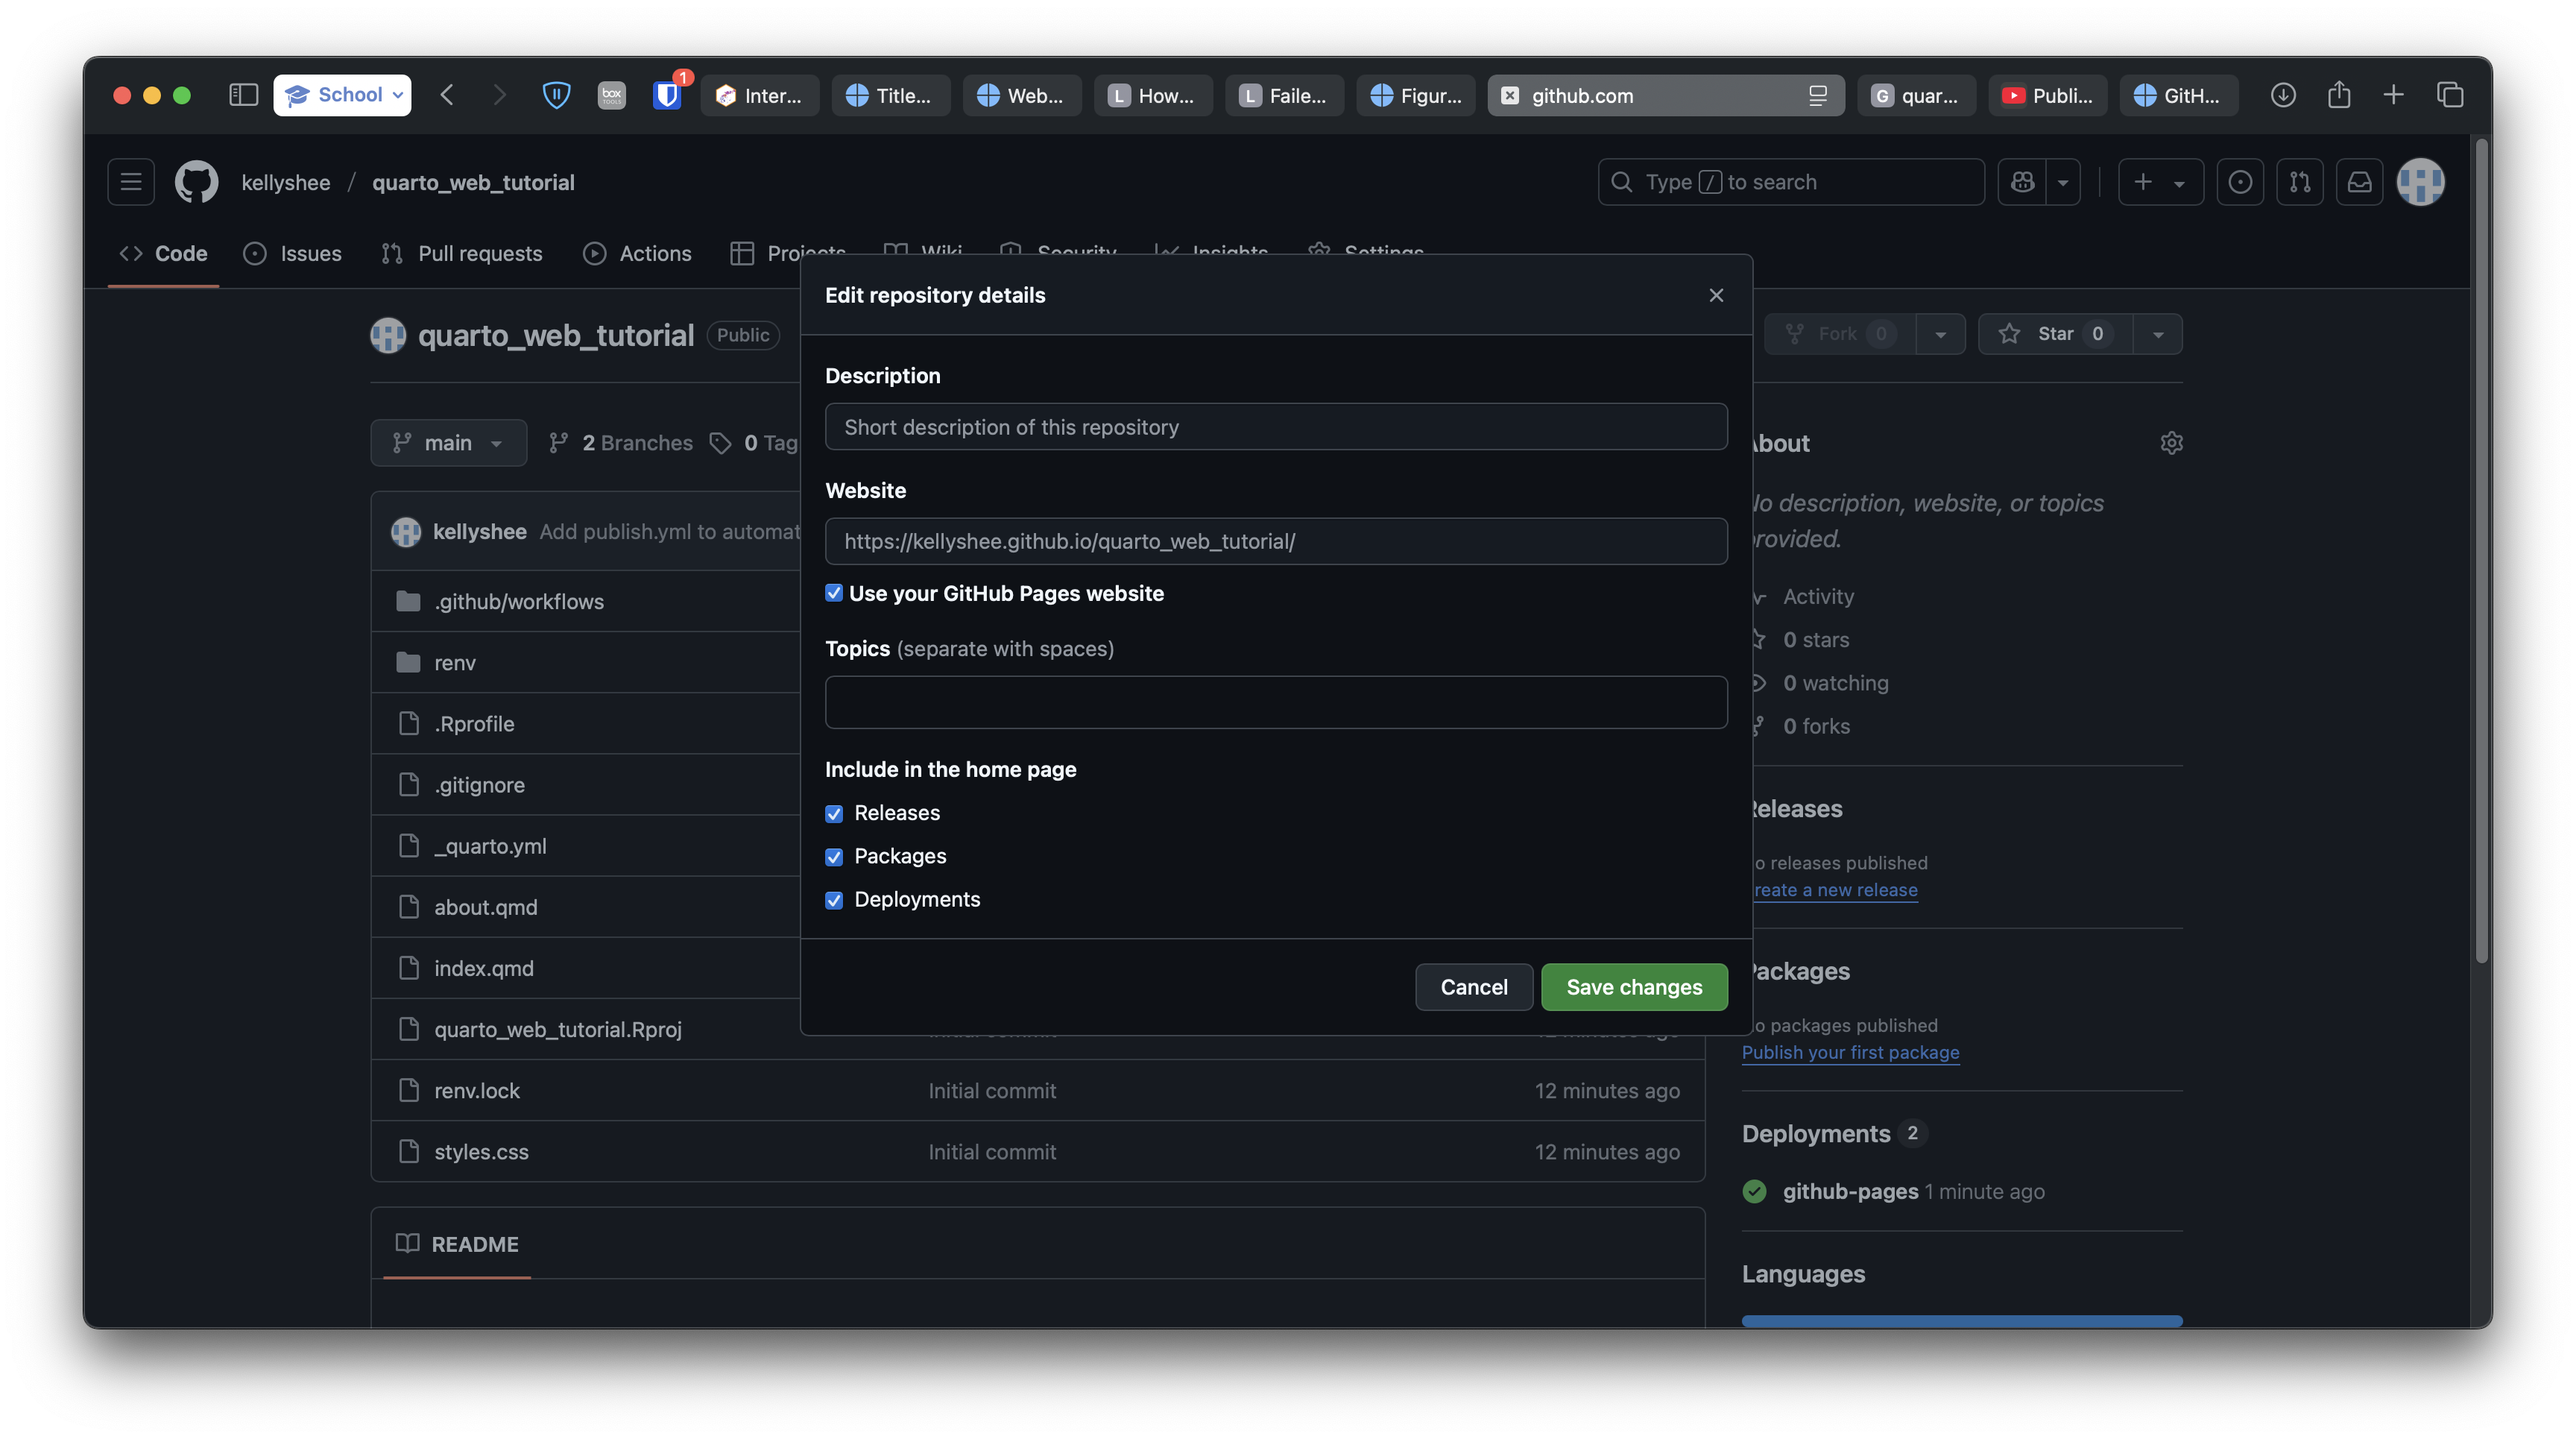 School
box
TOOLS
1
Inter...
Title...
Web...
L How...
L Faile...
Figur...
github.com
G quar...
Publi...
GitH...
kellyshee / quarto_web_tutorial
Type / to search
Code
Issues
Pull requests
Actions
Projects
Wiki
Security
Insights
Settings
quarto_web_tutorial
Public
Fork 0
Star 0
main
2 Branches
0 Tag
kellyshee Add publish.yml to automat
.github/workflows
renv
.Rprofile
.gitignore
_quarto.yml
about.qmd
index.qmd
quarto_web_tutorial.Rproj
Initial commit
12 minutes ago
renv.lock
Initial commit
12 minutes ago
styles.css
Initial commit
12 minutes ago
README
Edit repository details
Description
Short description of this repository
Website
https://kellyshee.github.io/quarto_web_tutorial/
Use your GitHub Pages website
Topics (separate with spaces)
Include in the home page
Releases
Packages
Deployments
Cancel
Save changes
About
No description, website, or topics
provided.
Activity
0 stars
0 watching
0 forks
Releases
No releases published
Create a new release
Packages
No packages published
Publish your first package
Deployments 2
github-pages 1 minute ago
Languages